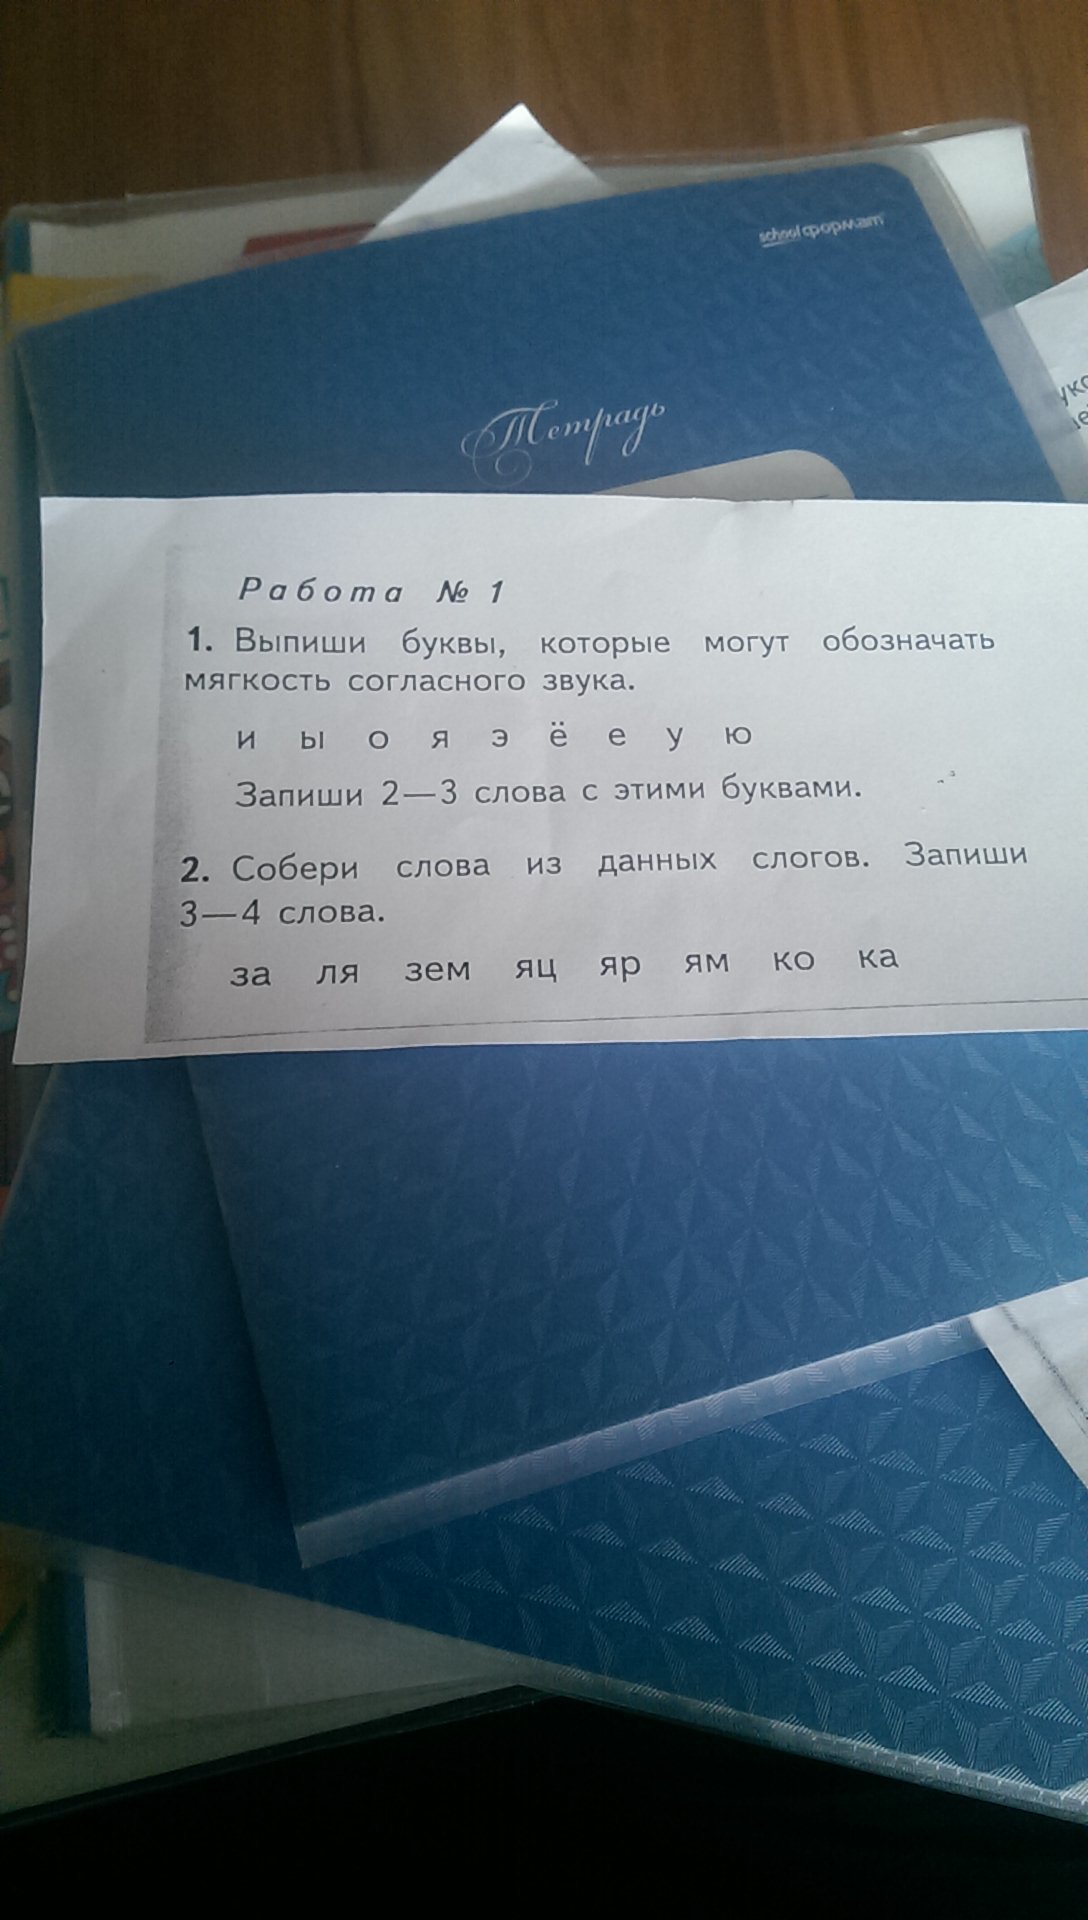 schoolФормат
Тетрадь
Работа № 1
1. Выпиши буквы, которые могут обозначать
мягкость согласного звука.
и ы о я э ё е у ю
Запиши 2—3 слова с этими буквами.
2. Собери слова из данных слогов. Запиши
3—4 слова.
за ля зем яц яр ям ко ка